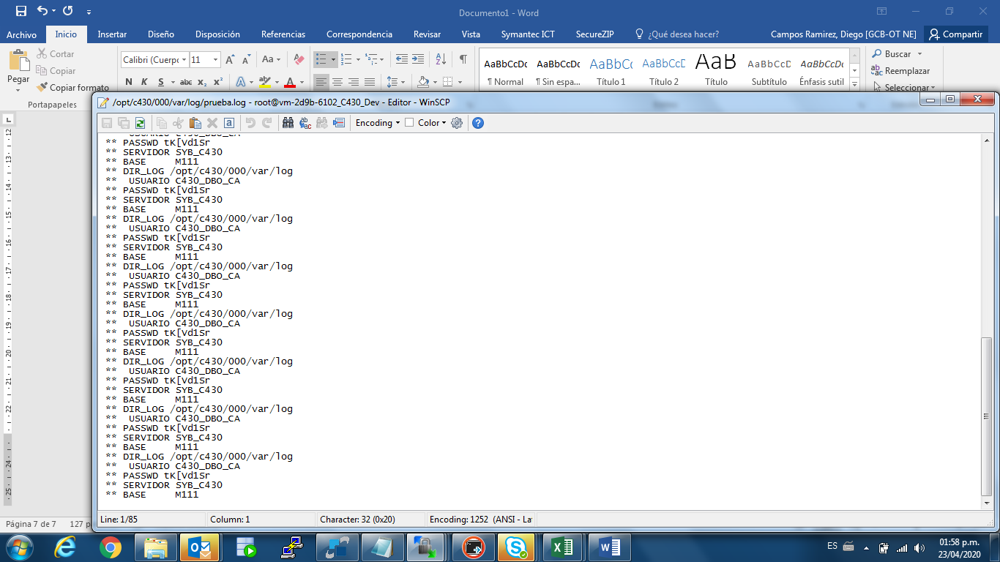 Documento1 - Word
Archivo Inicio Insertar Diseño Disposición Referencias Correspondencia Revisar Vista Symantec ICT SecureZIP ¿Qué desea hacer? Campos Ramirez, Diego [GCB-OT NE] Compartir
Pegar
Cortar
Copiar
Copiar formato
Portapapeles
Calibri (Cuerpo 11
N K S abc x₂ x²
AaBbCcDc AaBbCcDc AaBbCc AaBbCcD AaB AaBbCcD AaBbCcDc
¶ Normal ¶ Sin espa... Título 1 Título 2 Título Subtítulo Énfasis sutil
Buscar
Reemplazar
Seleccionar
/opt/c430/000/var/log/prueba.log - root@vm-2d9b-6102_C430_Dev - Editor - WinSCP
Encoding Color
** USUARIO C430_DBO_CA
** PASSWD tK[Vd1Sr
** SERVIDOR SYB_C430
** BASE M111
** DIR_LOG /opt/c430/000/var/log
** USUARIO C430_DBO_CA
** PASSWD tK[Vd1Sr
** SERVIDOR SYB_C430
** BASE M111
** DIR_LOG /opt/c430/000/var/log
** USUARIO C430_DBO_CA
** PASSWD tK[Vd1Sr
** SERVIDOR SYB_C430
** BASE M111
** DIR_LOG /opt/c430/000/var/log
** USUARIO C430_DBO_CA
** PASSWD tK[Vd1Sr
** SERVIDOR SYB_C430
** BASE M111
** DIR_LOG /opt/c430/000/var/log
** USUARIO C430_DBO_CA
** PASSWD tK[Vd1Sr
** SERVIDOR SYB_C430
** BASE M111
** DIR_LOG /opt/c430/000/var/log
** USUARIO C430_DBO_CA
** PASSWD tK[Vd1Sr
** SERVIDOR SYB_C430
** BASE M111
** DIR_LOG /opt/c430/000/var/log
** USUARIO C430_DBO_CA
** PASSWD tK[Vd1Sr
** SERVIDOR SYB_C430
** BASE M111
** DIR_LOG /opt/c430/000/var/log
** USUARIO C430_DBO_CA
** PASSWD tK[Vd1Sr
** SERVIDOR SYB_C430
** BASE M111
Line: 1/85 Column: 1 Character: 32 (0x20) Encoding: 1252 (ANSI - La
Página 7 de 7 127 p
ES 01:58 p.m.
23/04/2020